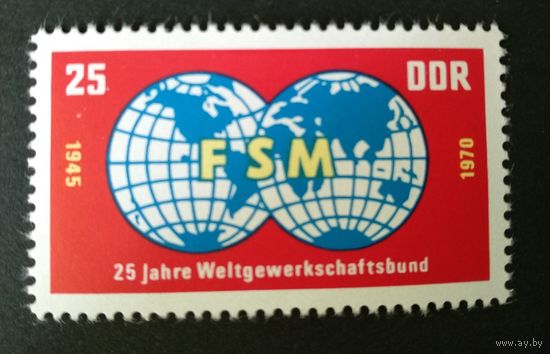 25 DDR
1945
FSM
1970
25 Jahre Weltgewerkschaftsbund
www.ay.by